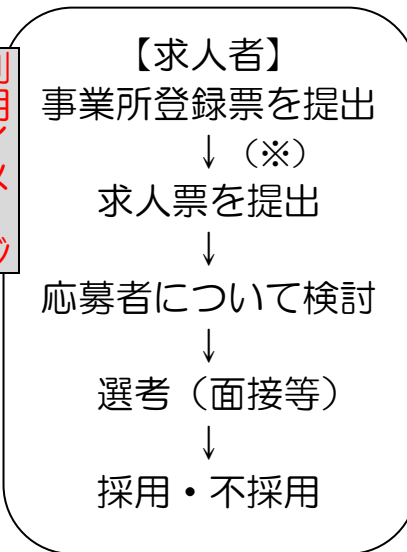 【求人者】
事業所登録票を提出
↓（※）
求人票を提出
↓
応募者について検討
↓
選考（面接等）
↓
採用・不採用